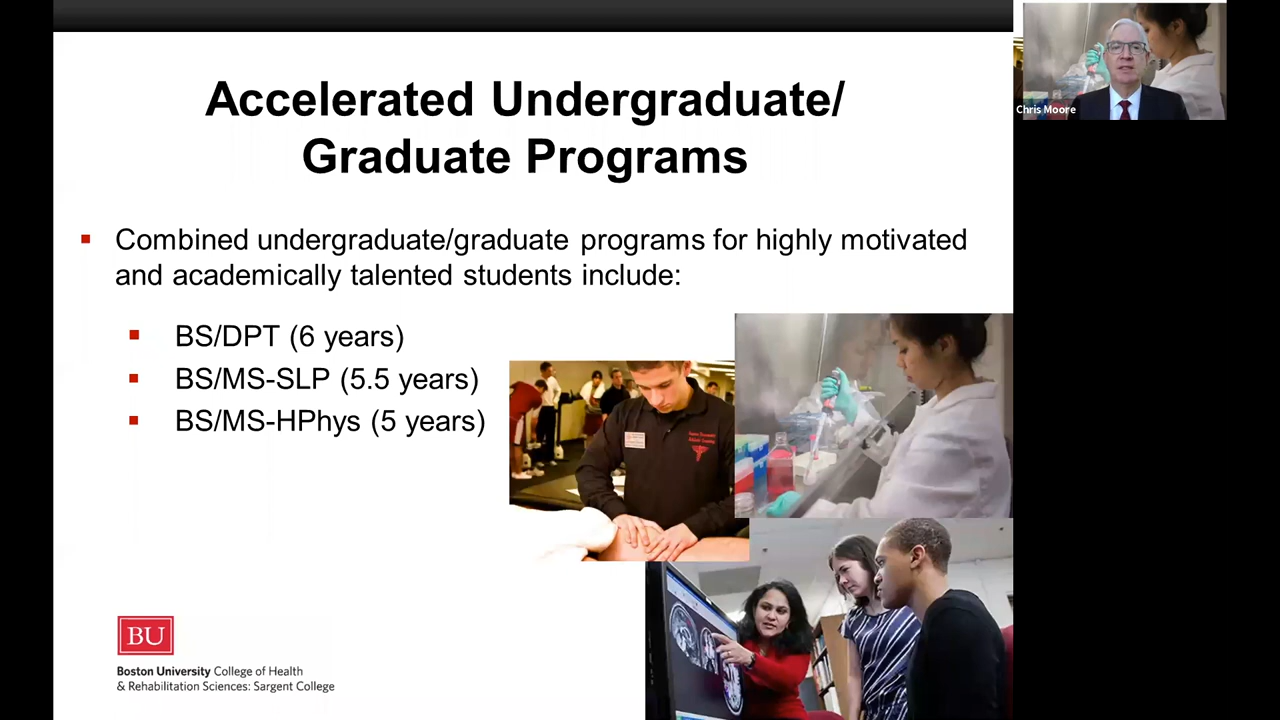 Accelerated Undergraduate/
Graduate Programs
Combined undergraduate/graduate programs for highly motivated
and academically talented students include:
BS/DPT (6 years)
BS/MS-SLP (5.5 years)
BS/MS-HPhys (5 years)
BU
Boston University College of Health
& Rehabilitation Sciences: Sargent College
Chris Moore